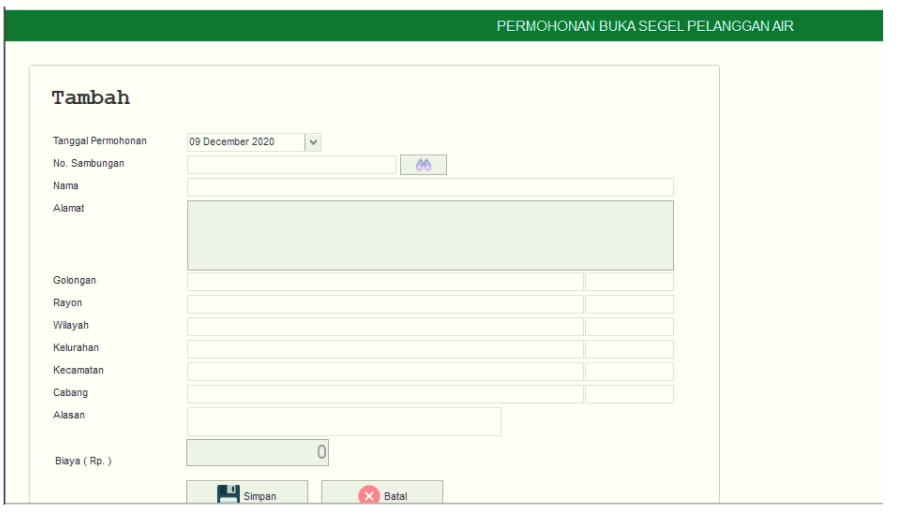 PERMOHONAN BUKA SEGEL PELANGGAN AIR
Tambah
Tanggal Permohonan 09 December 2020
No. Sambungan
Nama
Alamat
Golongan
Rayon
Wilayah
Kelurahan
Kecamatan
Cabang
Alasan
Biaya ( Rp. ) 0
Simpan Batal